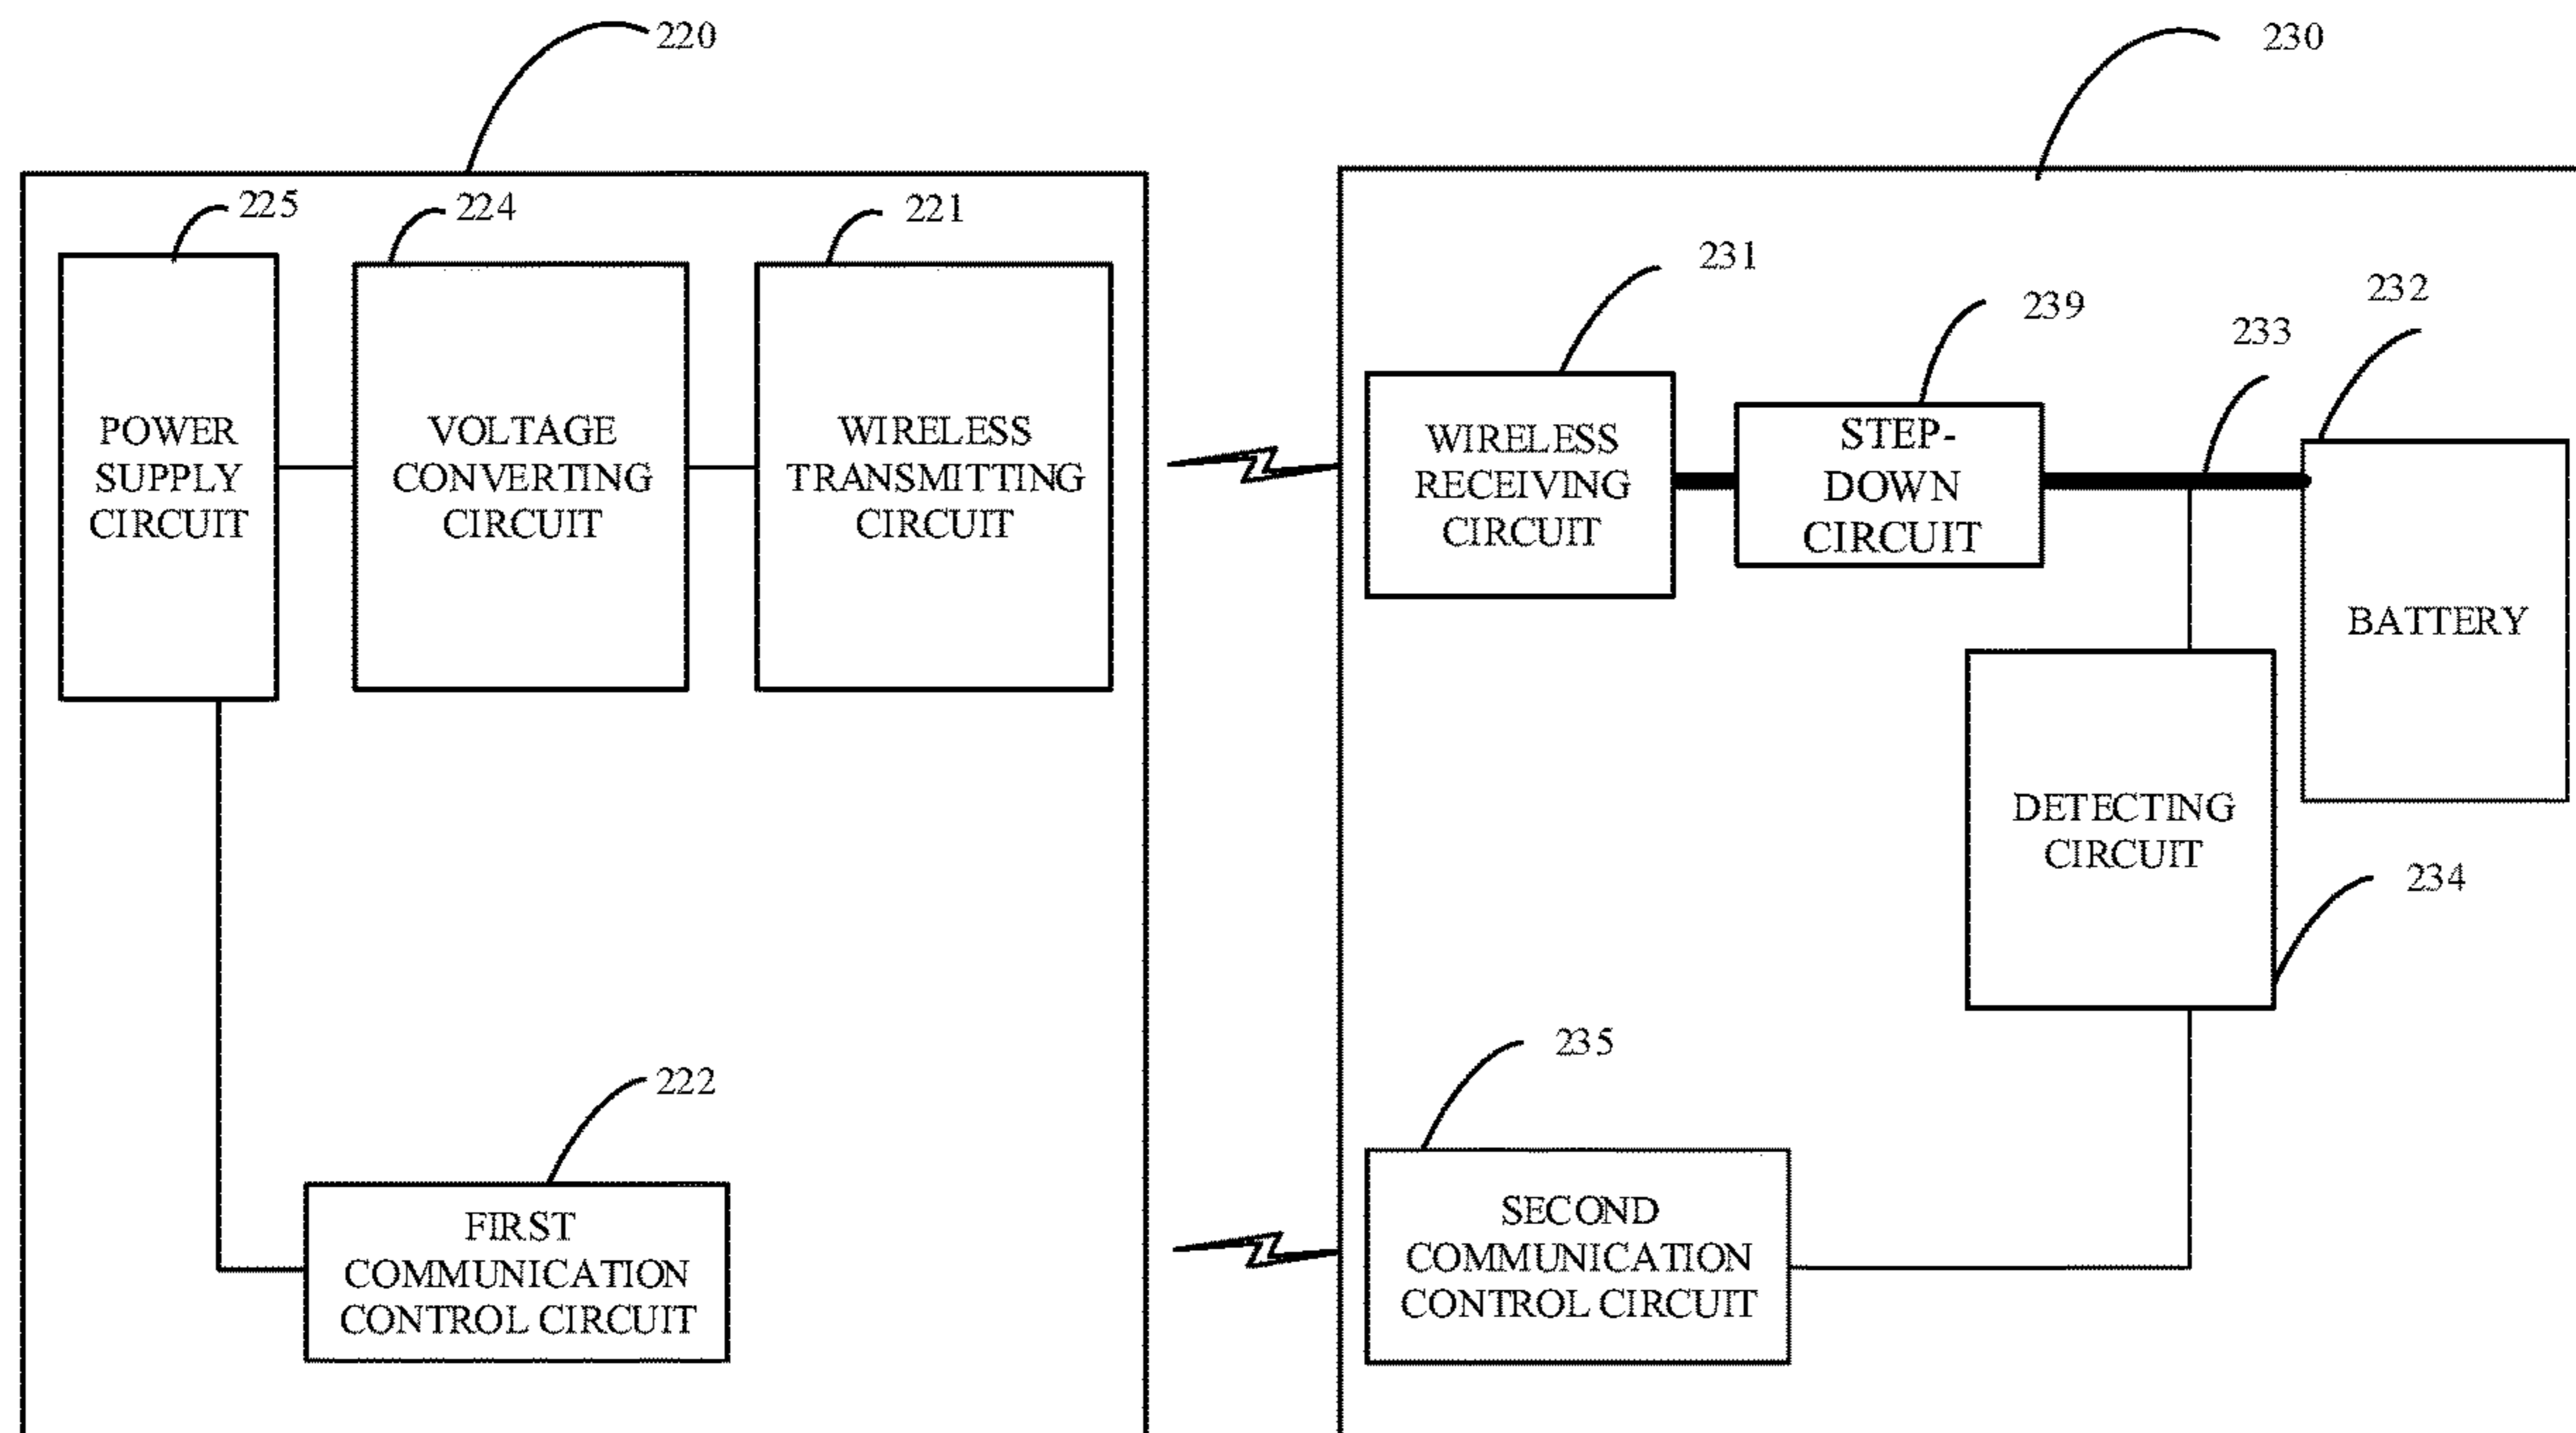 220
230
225
224
221
231
239
233
232
POWER
SUPPLY
CIRCUIT
VOLTAGE
CONVERTING
CIRCUIT
WIRELESS
TRANSMITTING
CIRCUIT
WIRELESS
RECEIVING
CIRCUIT
STEP-
DOWN
CIRCUIT
BATTERY
DETECTING
CIRCUIT
234
235
222
FIRST
COMMUNICATION
CONTROL CIRCUIT
SECOND
COMMUNICATION
CONTROL CIRCUIT